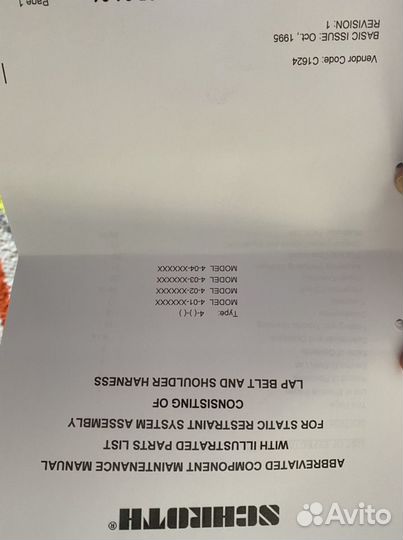 SCHROTH®
ABBREVIATED COMPONENT MAINTENANCE MANUAL
WITH ILLUSTRATED PARTS LIST
FOR STATIC RESTRAINT SYSTEM ASSEMBLY
CONSISTING OF
LAP BELT AND SHOULDER HARNESS
Type: 4-( )-( )
MODEL 4-01-XXXXXX
MODEL 4-02-XXXXXX
MODEL 4-03-XXXXXX
MODEL 4-04-XXXXXX
Vendor Code: C1624
BASIC ISSUE: Oct., 1995
REVISION: 1
Page 1
Avito